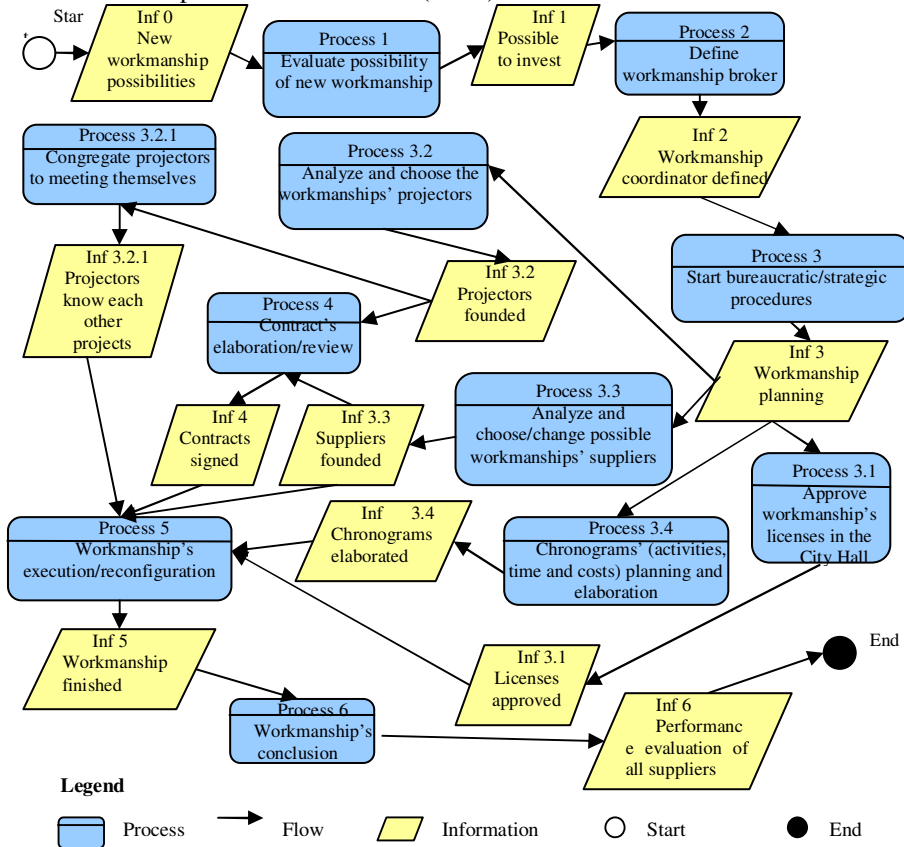 Star
t
Inf 0
New
workmanship
possibilities
Process 1
Evaluate possibility
of new workmanship
Inf 1
Possible
to invest
Process 2
Define
workmanship broker
Inf 2
Workmanship
coordinator defined
Process 3.2.1
Congregate projectors
to meeting themselves
Process 3.2
Analyze and choose the
workmanships' projectors
Process 3
Start bureaucratic/strategic
procedures
Inf 3.2.1
Projectors
know each
other
projects
Inf 3.2
Projectors
founded
Process 4
Contract's
elaboration/review
Inf 3
Workmanship
planning
Process 3.3
Analyze and
choose/change possible
workmanships' suppliers
Inf 4
Contracts
signed
Inf 3.3
Suppliers
founded
Process 3.1
Approve
workmanship's
licenses in the
City Hall
Process 5
Workmanship's
execution/reconfiguration
Inf 3.4
Chronograms
elaborated
Process 3.4
Chronograms' (activities,
time and costs) planning and
elaboration
Inf 5
Workmanship
finished
Inf 3.1
Licenses
approved
End
Process 6
Workmanship's
conclusion
Inf 6
Performanc
e evaluation of
all suppliers
Legend
Process
Flow
Information
Start
End